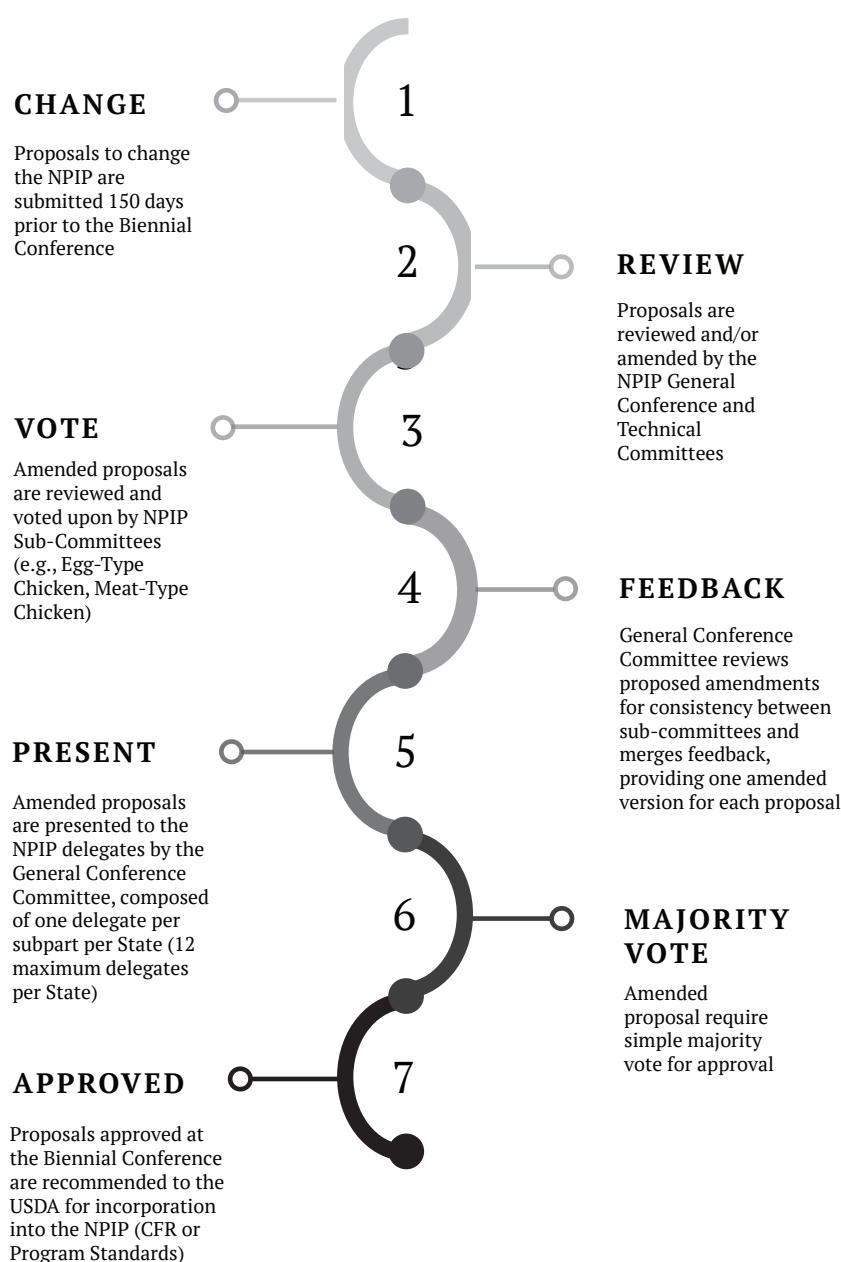 1
CHANGE
Proposals to change
the NPIP are
submitted 150 days
prior to the Biennial
Conference
2
REVIEW
Proposals are
reviewed and/or
amended by the
NPIP General
Conference and
Technical
Committees
3
VOTE
Amended proposals
are reviewed and
voted upon by NPIP
Sub-Committees
(e.g., Egg-Type
Chicken, Meat-Type
Chicken)
4
FEEDBACK
General Conference
Committee reviews
proposed amendments
for consistency between
sub-committees and
merges feedback,
providing one amended
version for each proposal
5
PRESENT
Amended proposals
are presented to the
NPIP delegates by the
General Conference
Committee, composed
of one delegate per
subpart per State (12
maximum delegates
per State)
6
MAJORITY
VOTE
Amended
proposal require
simple majority
vote for approval
7
APPROVED
Proposals approved at
the Biennial Conference
are recommended to the
USDA for incorporation
into the NPIP (CFR or
Program Standards)